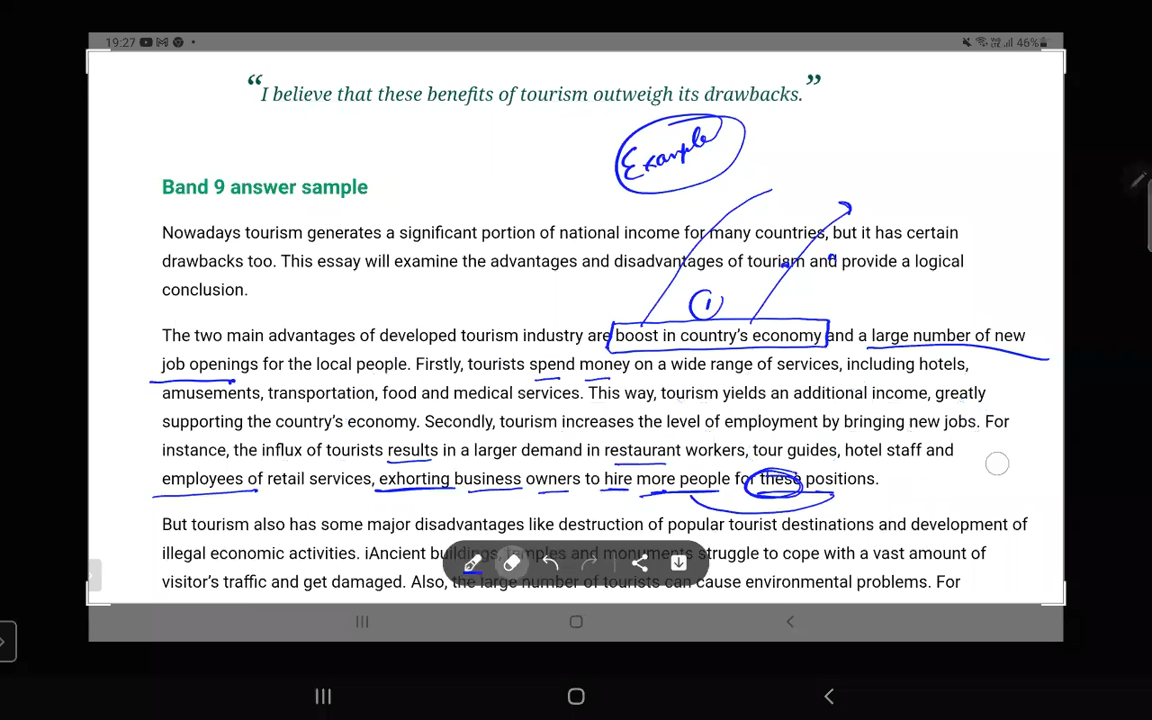 19:27
46%
“I believe that these benefits of tourism outweigh its drawbacks.”
Example
Band 9 answer sample
Nowadays tourism generates a significant portion of national income for many countries, but it has certain
drawbacks too. This essay will examine the advantages and disadvantages of tourism and provide a logical
conclusion.
1
The two main advantages of developed tourism industry are boost in country’s economy and a large number of new
job openings for the local people. Firstly, tourists spend money on a wide range of services, including hotels,
amusements, transportation, food and medical services. This way, tourism yields an additional income, greatly
supporting the country’s economy. Secondly, tourism increases the level of employment by bringing new jobs. For
instance, the influx of tourists results in a larger demand in restaurant workers, tour guides, hotel staff and
employees of retail services, exhorting business owners to hire more people for these positions.
But tourism also has some major disadvantages like destruction of popular tourist destinations and development of
illegal economic activities. iAncient buildings, temples and monuments struggle to cope with a vast amount of
visitor’s traffic and get damaged. Also, the large number of tourists can cause environmental problems. For